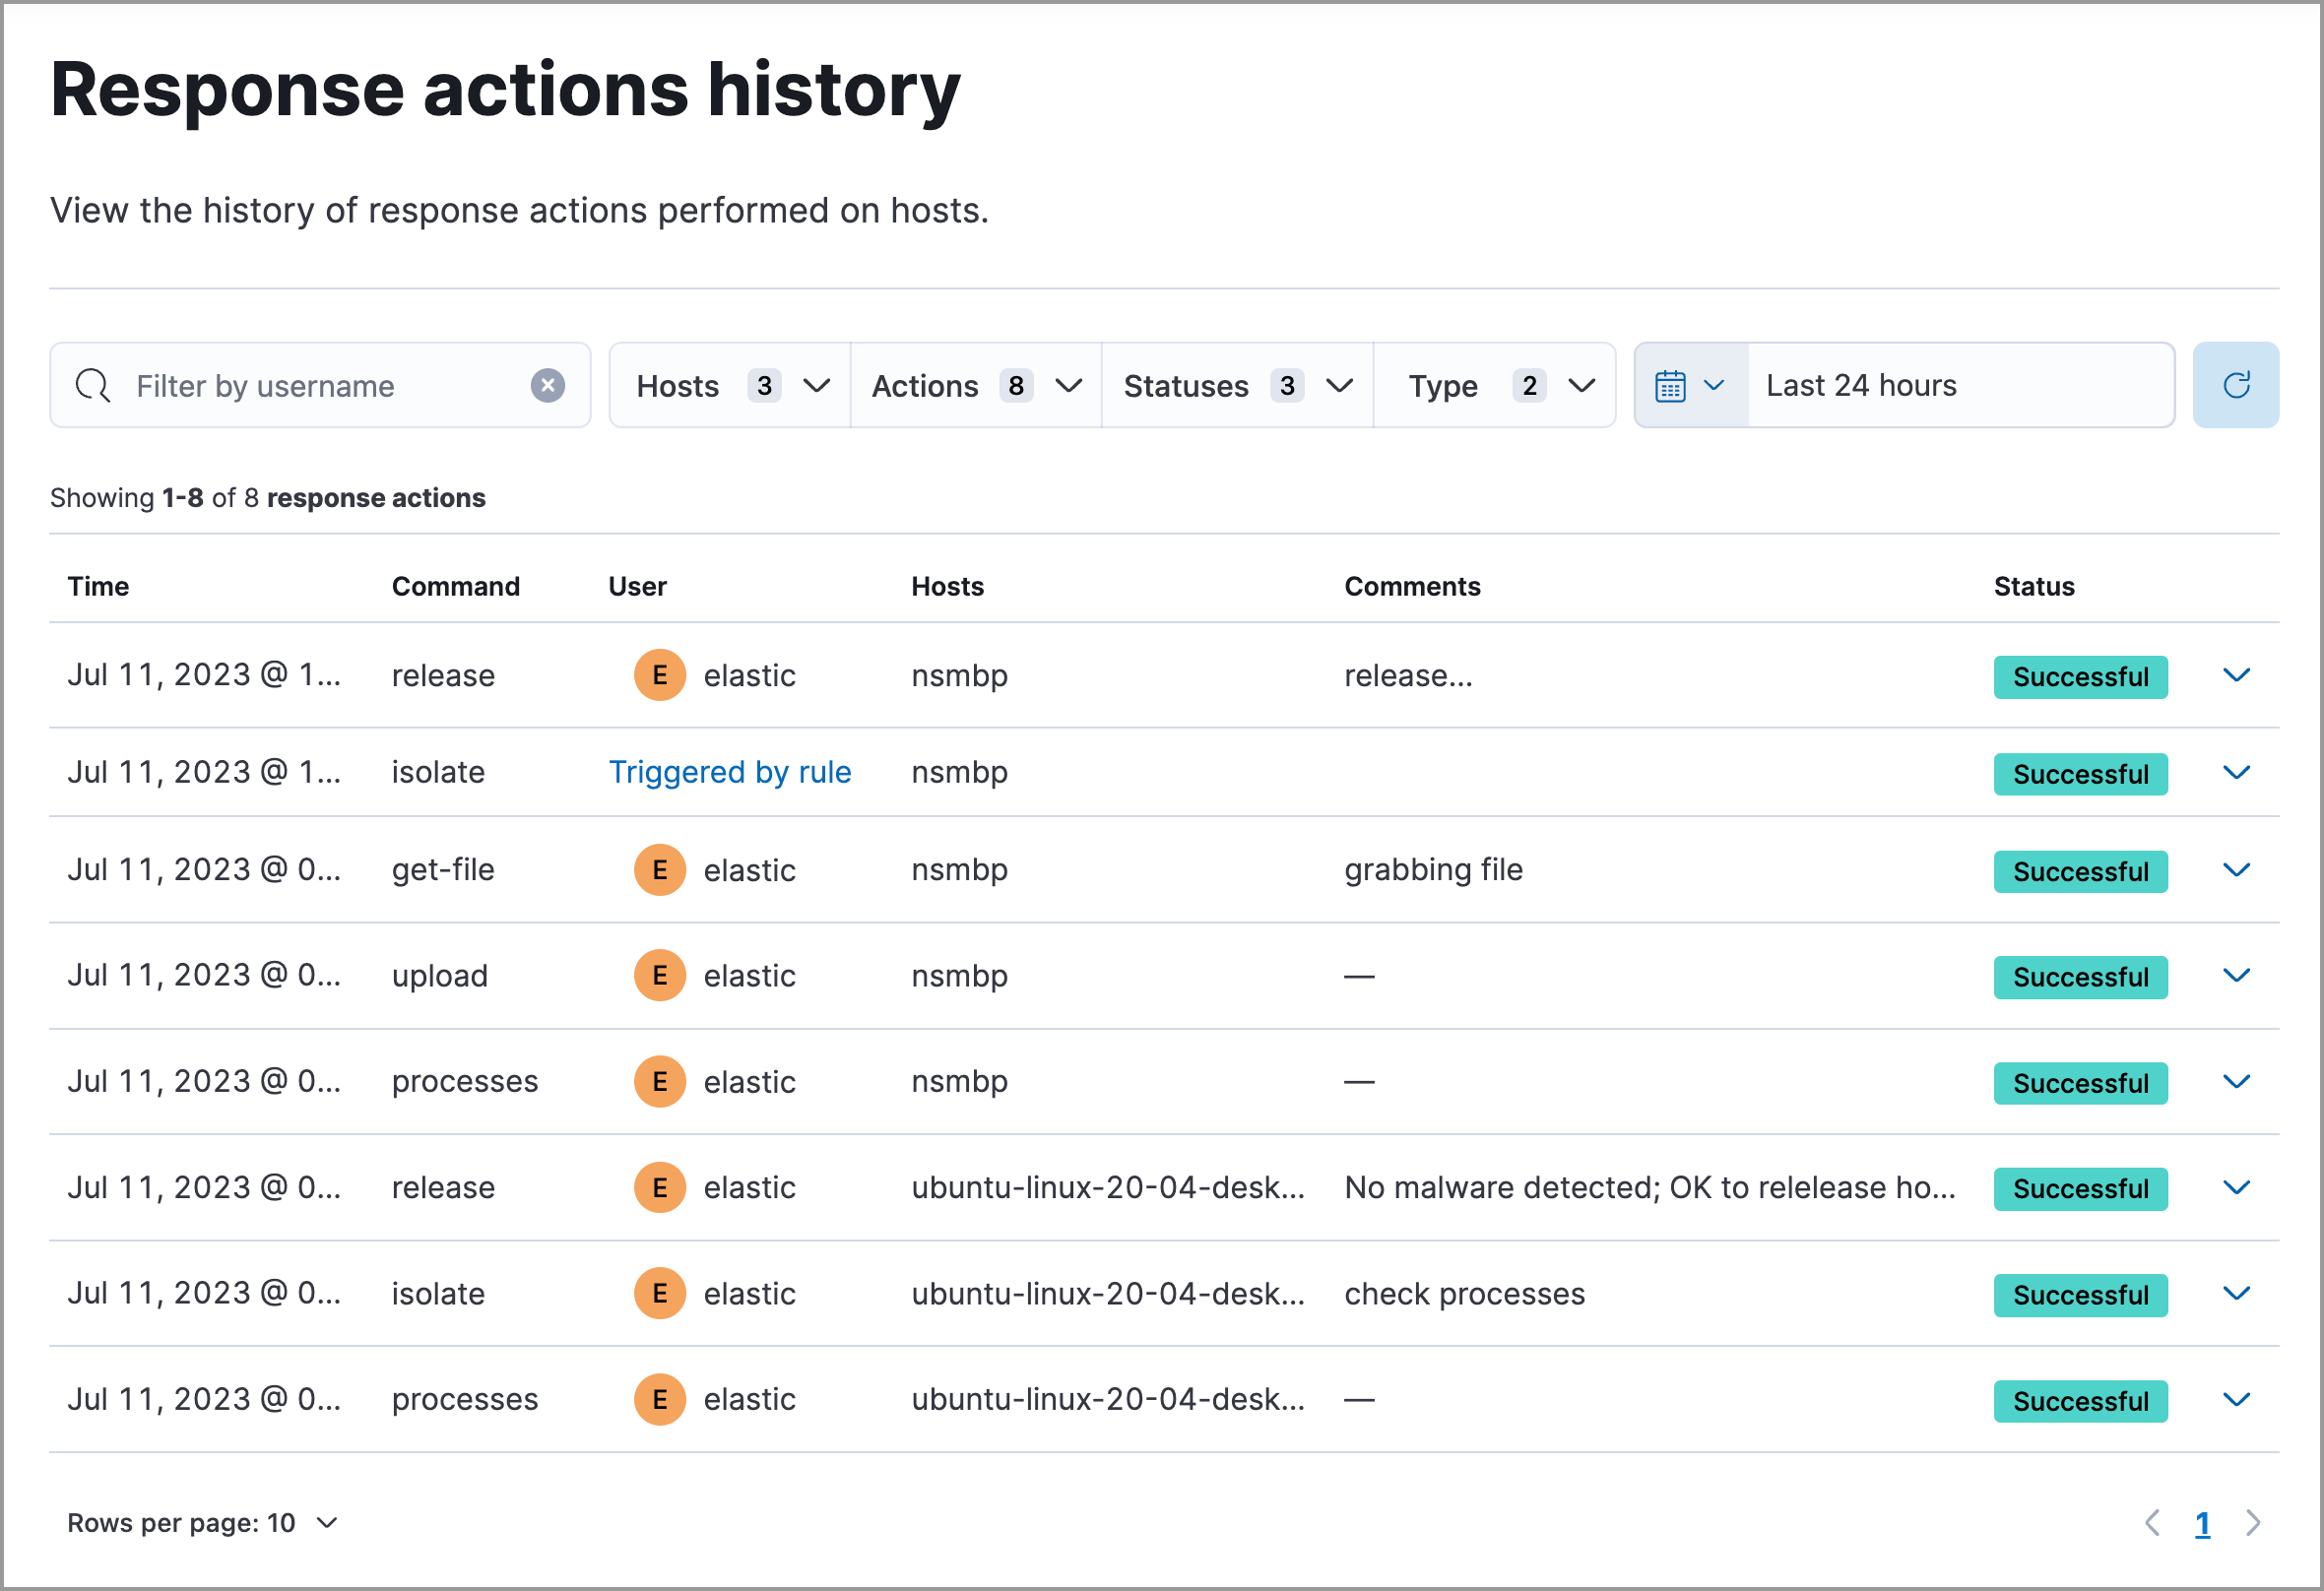 Response actions history
View the history of response actions performed on hosts.
Filter by username Hosts 3 Actions 8 Statuses 3 Type 2 Last 24 hours
Showing 1-8 of 8 response actions
Time Command User Hosts Comments Status
Jul 11, 2023 @ 1... release E elastic nsmbp release... Successful
Jul 11, 2023 @ 1... isolate Triggered by rule nsmbp Successful
Jul 11, 2023 @ 0... get-file E elastic nsmbp grabbing file Successful
Jul 11, 2023 @ 0... upload E elastic nsmbp — Successful
Jul 11, 2023 @ 0... processes E elastic nsmbp — Successful
Jul 11, 2023 @ 0... release E elastic ubuntu-linux-20-04-desk... No malware detected; OK to relelease ho... Successful
Jul 11, 2023 @ 0... isolate E elastic ubuntu-linux-20-04-desk... check processes Successful
Jul 11, 2023 @ 0... processes E elastic ubuntu-linux-20-04-desk... — Successful
Rows per page: 10 1